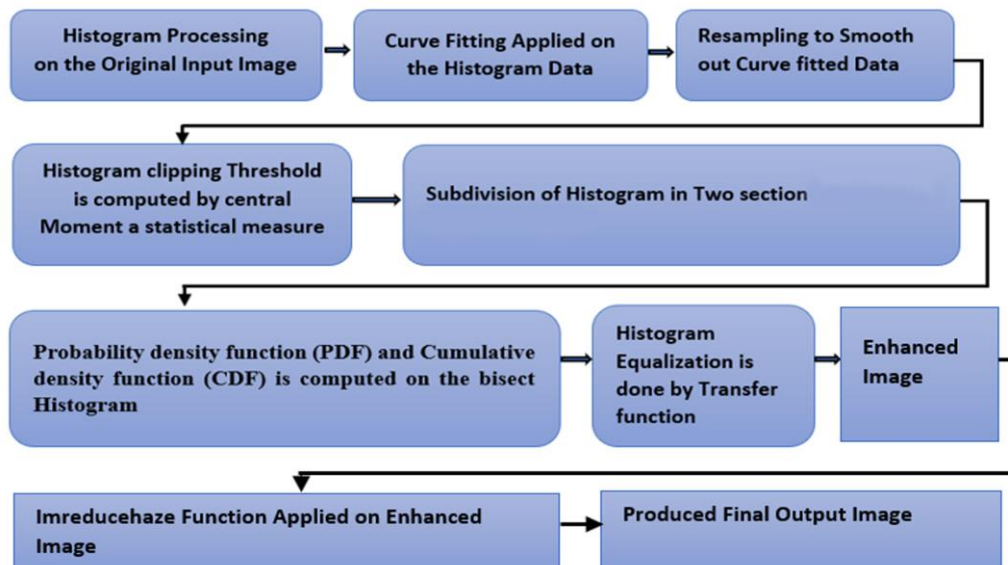 Histogram Processing
on the Original Input Image
Curve Fitting Applied on
the Histogram Data
Resampling to Smooth
out Curve fitted Data
Histogram clipping Threshold
is computed by central
Moment a statistical measure
Subdivision of Histogram in Two section
Probability density function (PDF) and Cumulative
density function (CDF) is computed on the bisect
Histogram
Histogram
Equalization is
done by Transfer
function
Enhanced
Image
Imreducehaze Function Applied on Enhanced
Image
Produced Final Output Image